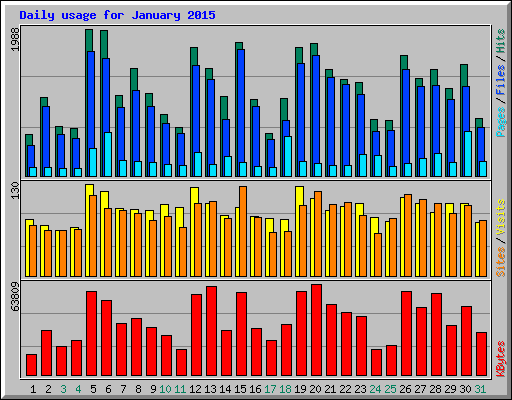 Daily usage for January 2015
1988
Pages / Files / Hits
130
Sites / Visits
63809
KBytes
1 2 3 4 5 6 7 8 9 10 11 12 13 14 15 16 17 18 19 20 21 22 23 24 25 26 27 28 29 30 31